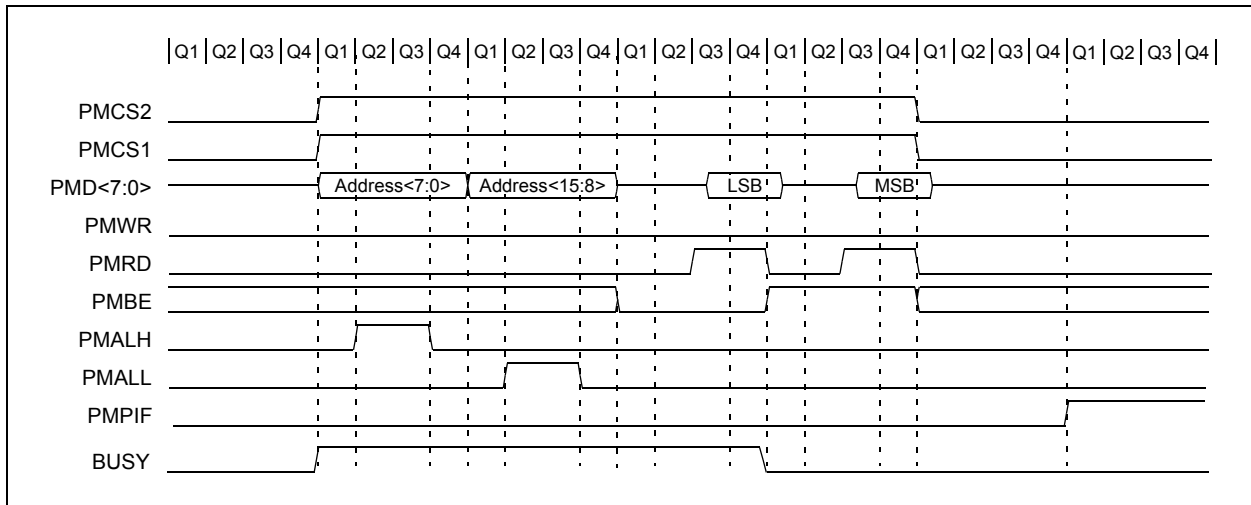 Q1 Q2 Q3 Q4 Q1 Q2 Q3 Q4 Q1 Q2 Q3 Q4 Q1 Q2 Q3 Q4 Q1 Q2 Q3 Q4 Q1 Q2 Q3 Q4 Q1 Q2 Q3 Q4
PMCS2
PMCS1
PMD<7:0> Address<7:0> Address<15:8> LSB MSB
PMWR
PMRD
PMBE
PMALH
PMALL
PMPIF
BUSY